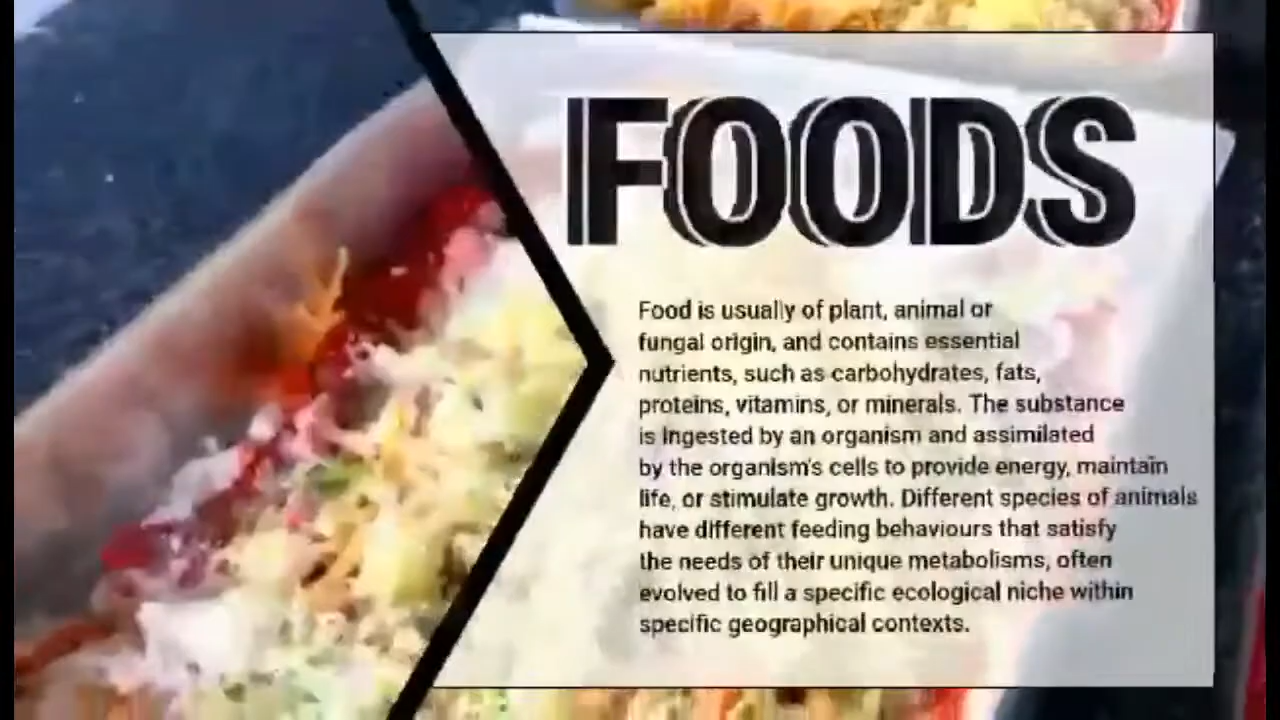 FOODS
Food is usually of plant, animal or
fungal origin, and contains essential
nutrients, such as carbohydrates, fats,
proteins, vitamins, or minerals. The substance
is ingested by an organism and assimilated
by the organism's cells to provide energy, maintain
life, or stimulate growth. Different species of animals
have different feeding behaviours that satisfy
the needs of their unique metabolisms, often
evolved to fill a specific ecological niche within
specific geographical contexts.